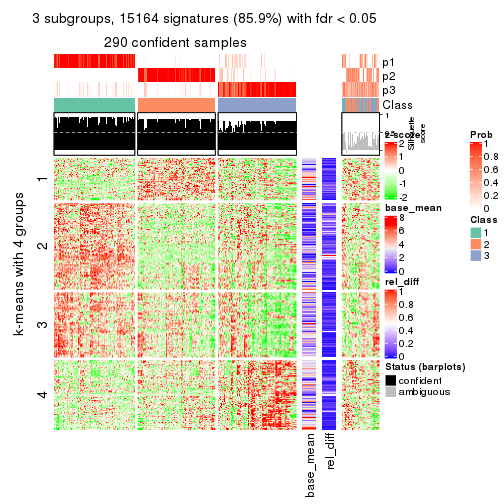 3 subgroups, 15164 signatures (85.9%) with fdr < 0.05
290 confident samples
p1
p2
p3
Class
1
0.5
Silhouette
score
k-means with 4 groups
1
2
3
4
base_mean
rel_diff
z-score
2
1
0
-1
-2
base_mean
8
6
4
2
0
rel_diff
1
0.8
0.6
0.4
0.2
0
Status (barplots)
confident
ambiguous
Prob
1
0.8
0.6
0.4
0.2
0
Class
1
2
3